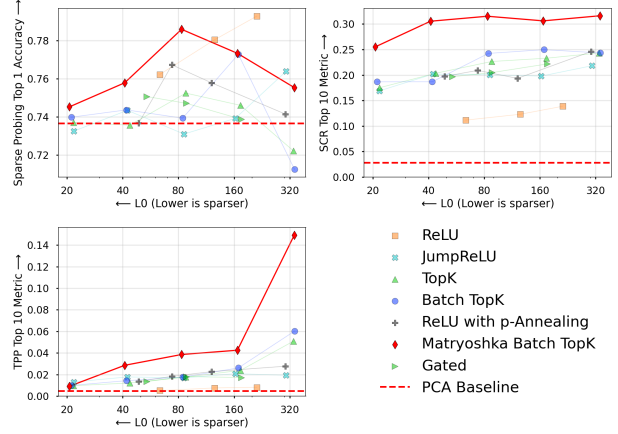 Sparse Probing Top 1 Accuracy ⟶
0.78
0.76
0.74
0.72
20 40 80 160 320
⟵ L0 (Lower is sparser)
SCR Top 10 Metric ⟶
0.30
0.25
0.20
0.15
0.10
0.05
0.00
20 40 80 160 320
⟵ L0 (Lower is sparser)
TPP Top 10 Metric ⟶
0.14
0.12
0.10
0.08
0.06
0.04
0.02
0.00
20 40 80 160 320
⟵ L0 (Lower is sparser)
ReLU
JumpReLU
TopK
Batch TopK
ReLU with p-Annealing
Matryoshka Batch TopK
Gated
PCA Baseline